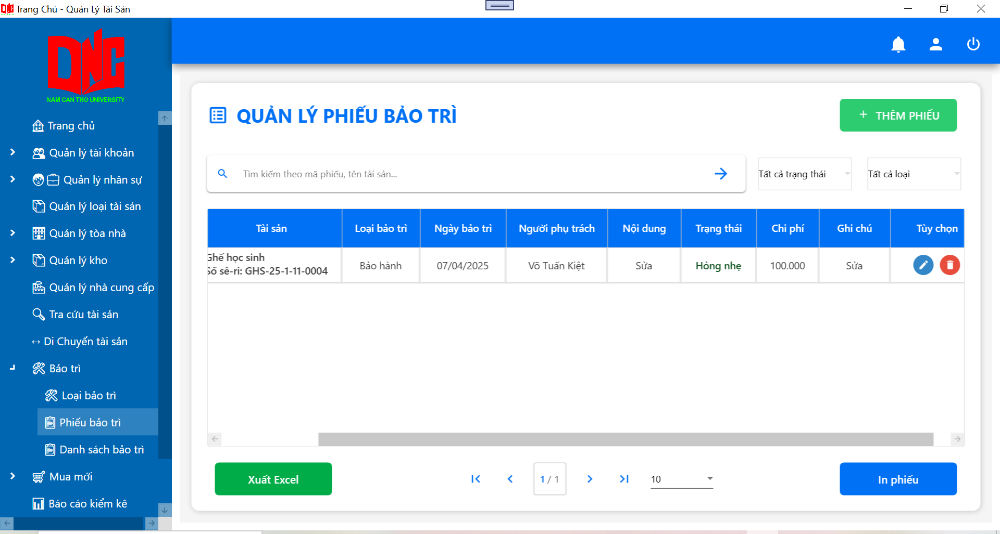 Trang Chủ - Quản Lý Tài Sản
DNC
NAM CAN THO UNIVERSITY
Trang chủ
Quản lý tài khoản
Quản lý nhân sự
Quản lý loại tài sản
Quản lý tòa nhà
Quản lý kho
Quản lý nhà cung cấp
Tra cứu tài sản
Di Chuyển tài sản
Bảo trì
Loại bảo trì
Phiếu bảo trì
Danh sách bảo trì
Mua mới
Báo cáo kiểm kê
QUẢN LÝ PHIẾU BẢO TRÌ
+ THÊM PHIẾU
Tìm kiếm theo mã phiếu, tên tài sản...
Tất cả trạng thái
Tất cả loại
Tài sản Loại bảo trì Ngày bảo trì Người phụ trách Nội dung Trạng thái Chi phí Ghi chú Tùy chọn
Ghế học sinh
Số sê-ri: GHS-25-1-11-0004 Bảo hành 07/04/2025 Võ Tuấn Kiệt Sửa Hỏng nhẹ 100.000 Sửa
Xuất Excel
1 / 1
10
In phiếu